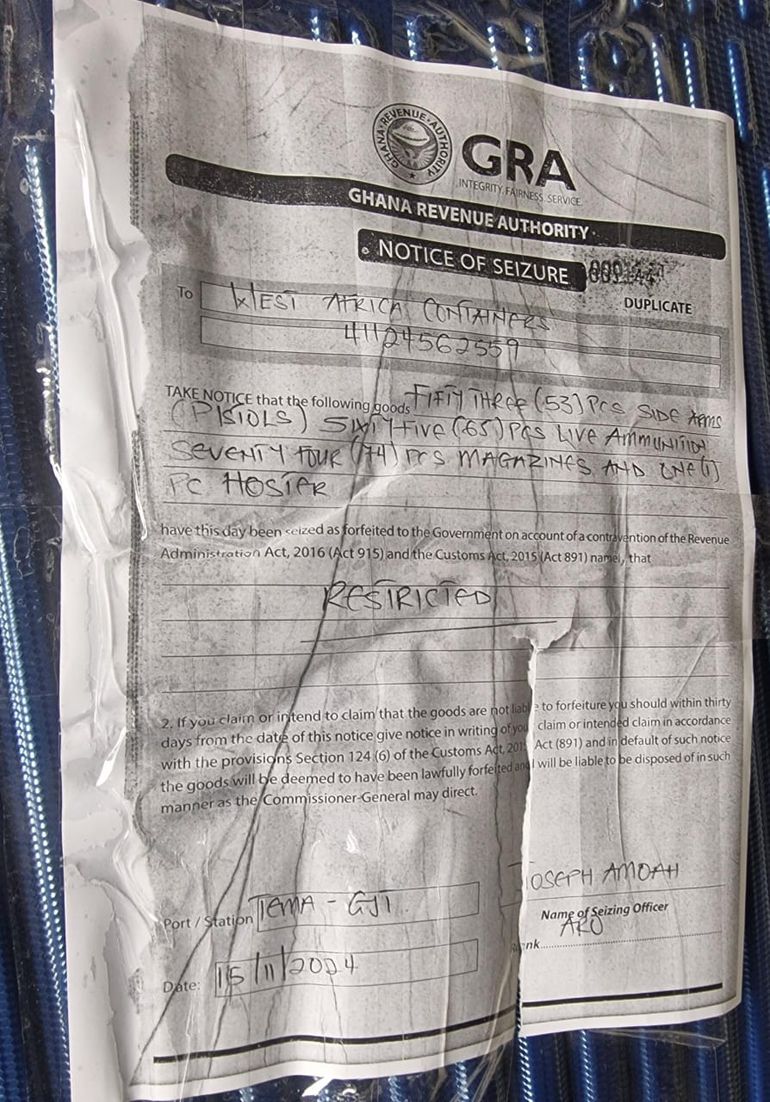 GHANA REVENUE AUTHORITY
GRA
INTEGRITY. FAIRNESS. SERVICE
GHANA REVENUE AUTHORITY
NOTICE OF SEIZURE
DUPLICATE
To WEST AFRICA CONTAINERS
41124562559
TAKE NOTICE that the following goods FIFTY THREE (53) PCS SIDE ARMS
(PISTOLS) SIXTY FIVE (65) PCS LIVE AMMUNITION
SEVENTY FOUR (74) PCS MAGAZINES AND ONE (1)
PC HOSTER
have this day been seized as forfeited to the Government on account of a contravention of the Revenue
Administration Act, 2016 (Act 915) and the Customs Act, 2015 (Act 891) namely, that
RESTRICTED
2. If you claim or intend to claim that the goods are not liable to forfeiture you should within thirty
days from the date of this notice give notice in writing of your claim or intended claim in accordance
with the provisions Section 124 (6) of the Customs Act, 2015 Act (891) and in default of such notice
the goods will be deemed to have been lawfully forfeited and will be liable to be disposed of in such
manner as the Commissioner-General may direct.
JOSEPH AMOAH
Port / Station TEMA - GJT
Name of Seizing Officer
ARO
Rank
Date: 15/11/2024